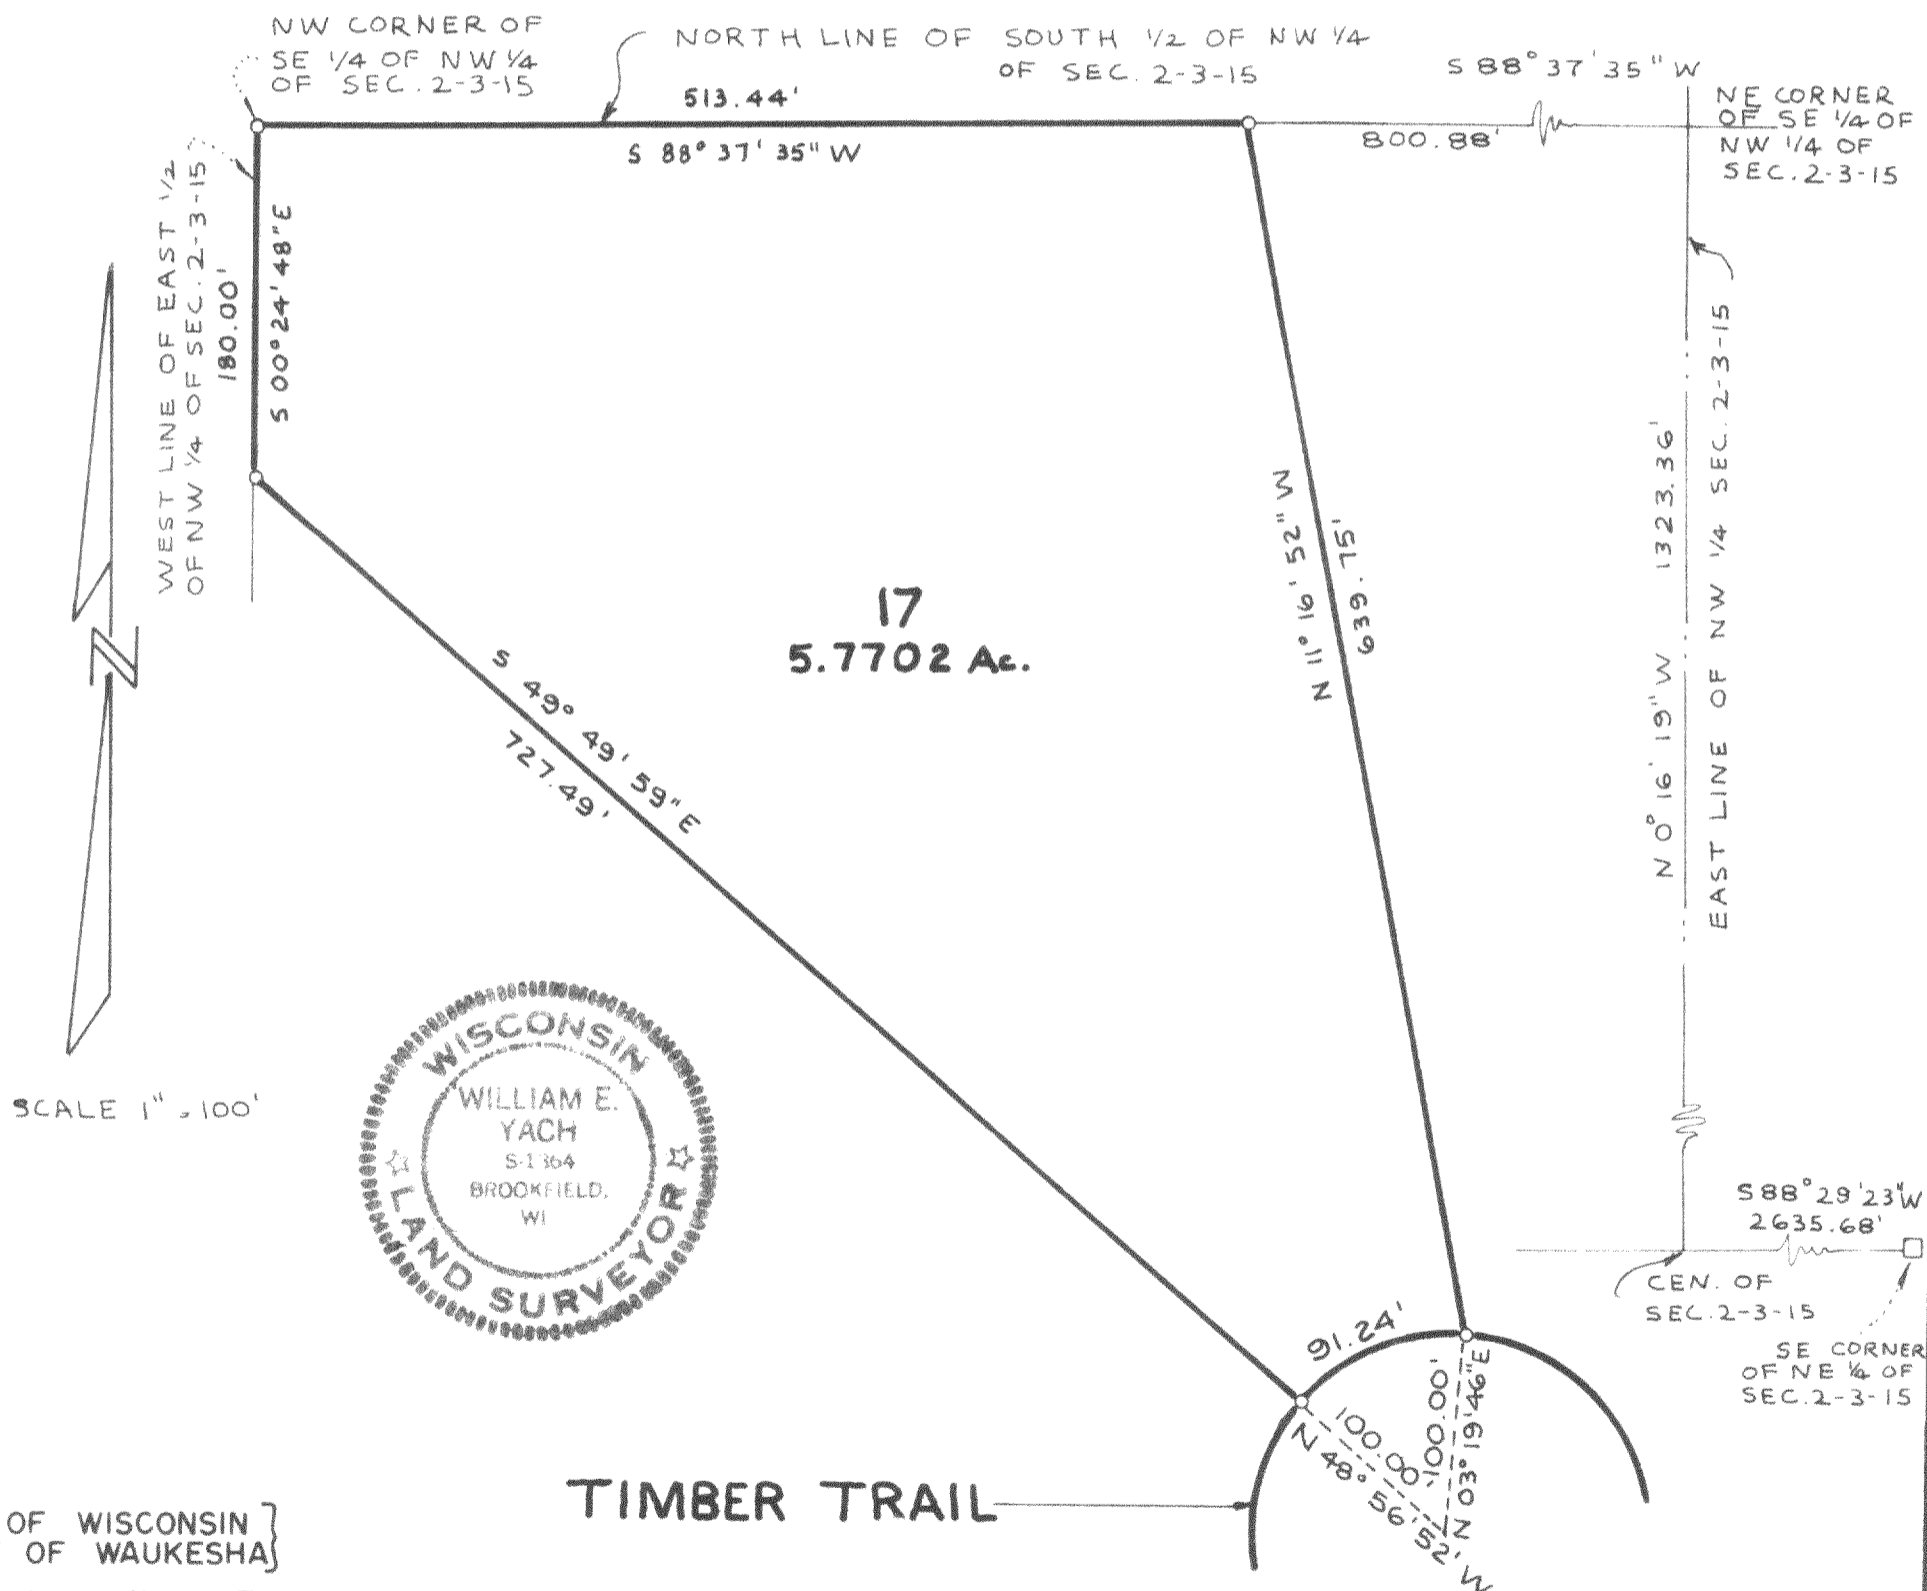 NW CORNER OF
SE 1/4 OF NW 1/4
OF SEC. 2-3-15
NORTH LINE OF SOUTH 1/2 OF NW 1/4
OF SEC. 2-3-15
S 88° 37' 35" W
NE CORNER
OF SE 1/4 OF
NW 1/4 OF
SEC. 2-3-15
513.44'
S 88° 37' 35" W
800.88'
WEST LINE OF EAST 1/2
OF NW 1/4 OF SEC. 2-3-15
180.00'
S 00° 24' 48" E
N 11° 16' 52" W
639.75'
N 0° 16' 19" W 1323.36'
EAST LINE OF NW 1/4 SEC. 2-3-15
N
17
5.7702 Ac.
S 49° 49' 59" E
727.49'
SCALE 1" = 100'
WISCONSIN
WILLIAM E.
YACH
S-1364
BROOKFIELD,
WI
LAND SURVEYOR
S 88° 29' 23" W
2635.68'
CEN. OF
SEC. 2-3-15
SE CORNER
OF NE 1/4 OF
SEC. 2-3-15
91.24'
100.00'
N 48° 56' 52' W
100.00'
N 03° 19' 46" E
TIMBER TRAIL
OF WISCONSIN }
OF WAUKESHA }